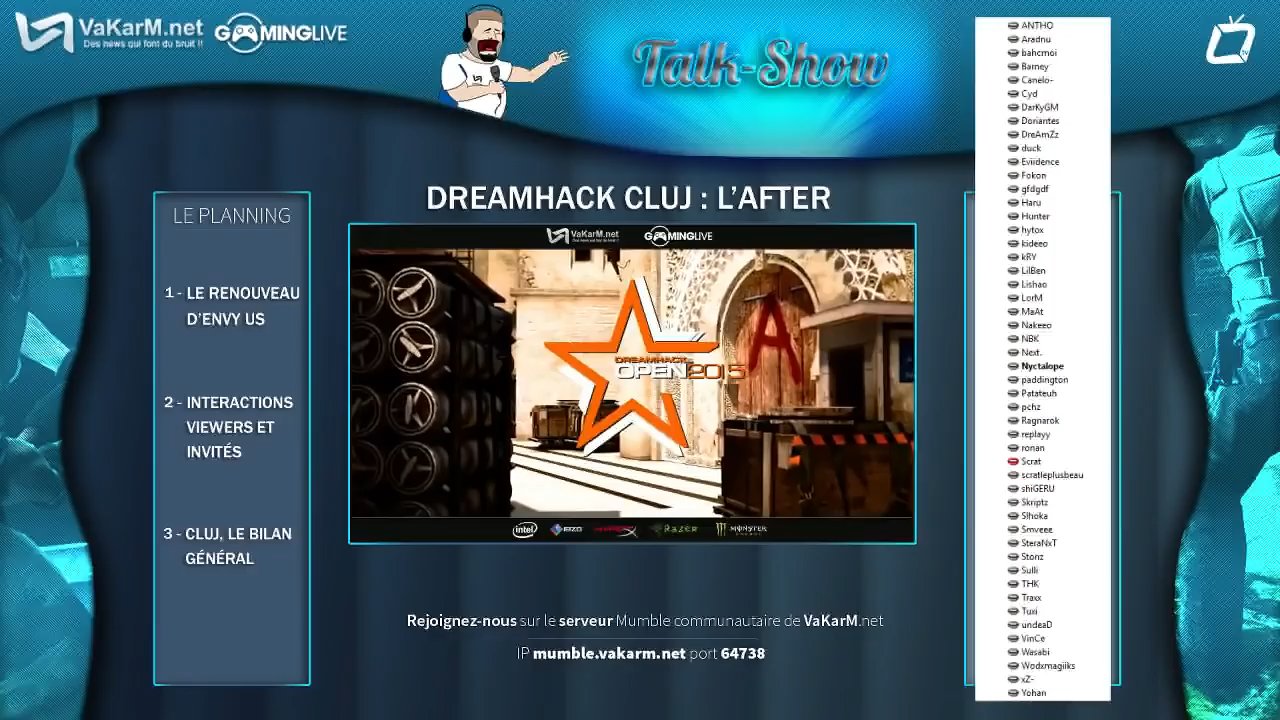 VaKarM.net
Des news qui font du bruit !!
GAMINGLIVE
Talk-Show
TV
DREAMHACK CLUJ : L'AFTER
LE PLANNING
1 - LE RENOUVEAU
D'ENVY US
2 - INTERACTIONS
VIEWERS ET
INVITÉS
3 - CLUJ, LE BILAN
GÉNÉRAL
VaKarM.net
GAMINGLIVE
DREAMHACK
OPEN 2015
intel
EIZO
RAZER
MONSTER
Rejoignez-nous sur le serveur Mumble communautaire de VaKarM.net
IP mumble.vakarm.net port 64738
ANTHO
Aradnu
bahcmoi
Barney
Canelo-
Cyd
DarKyGM
Doriantes
DreAmZz
duck
Eviidence
Fokon
gfdgdf
Haru
Hunter
hytox
kideeo
kRY
LilBen
Lishao
LorM
MaAt
Nakeeo
NBK
Next.
Nyctalope
paddington
Patateuh
pchz
Ragnarok
replayy
ronan
Scrat
scratleplusbeau
shiGERU
Skriptz
Slhoka
Smveee
SteraNxT
Stonz
Sulli
THK
Traxx
Tuxi
undeaD
VinCe
Wasabi
Wodxmagiiks
xZ-
Yohan